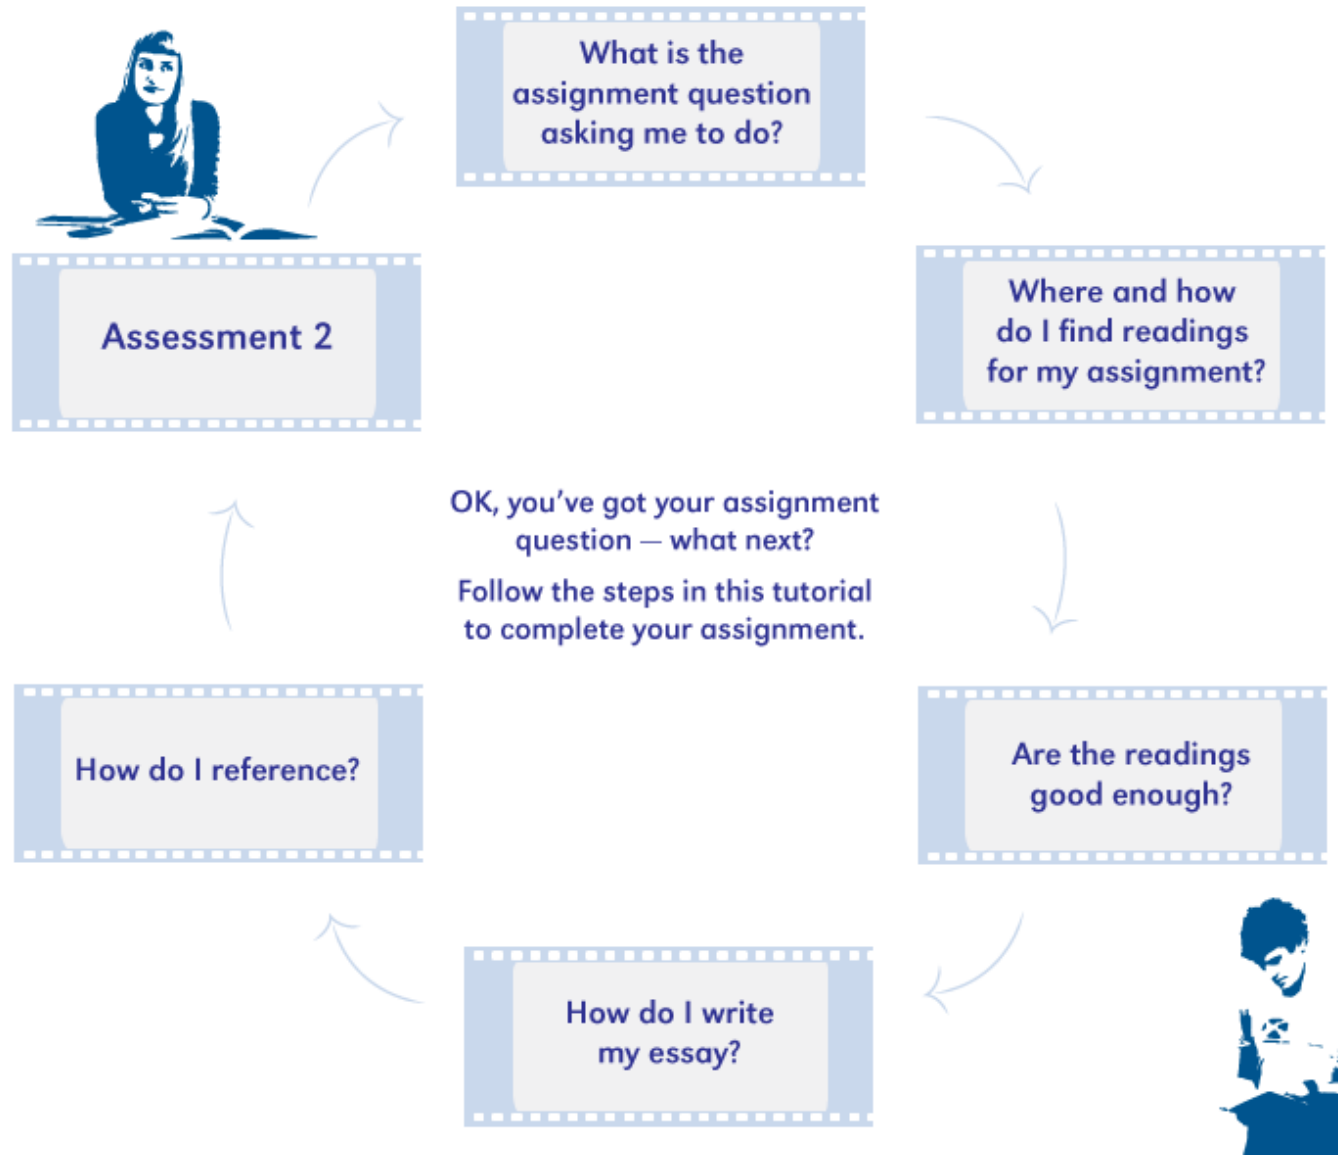 What is the
assignment question
asking me to do?
Where and how
do I find readings
for my assignment?
Are the readings
good enough?
How do I write
my essay?
How do I reference?
Assessment 2
OK, you’ve got your assignment
question — what next?
Follow the steps in this tutorial
to complete your assignment.